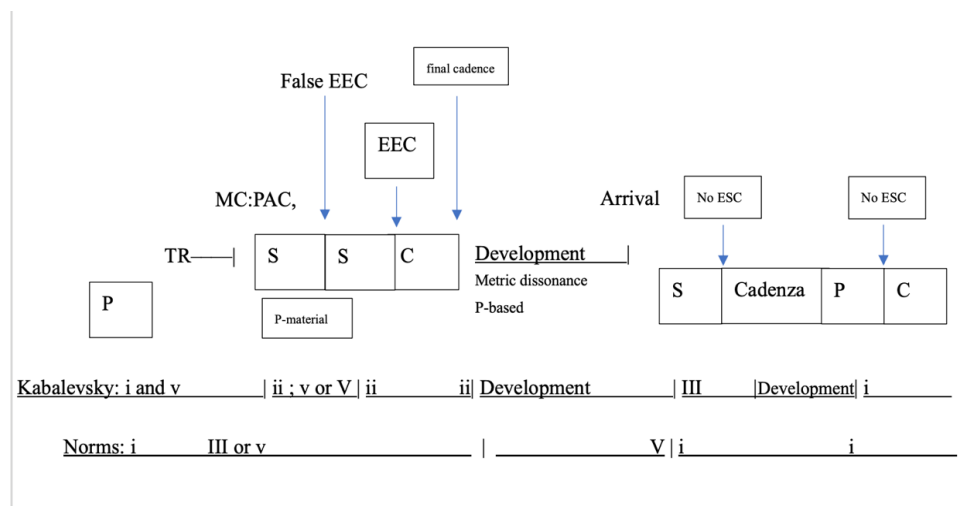 final cadence
False EEC
EEC
MC:PAC,
Arrival
No ESC
No ESC
TR——|
S S C
Development |
Metric dissonance
P-based
P
P-material
S Cadenza P C
Kabalevsky: i and v | ii ; v or V | ii ii| Development | III |Development| i
Norms: i III or v | V | i i